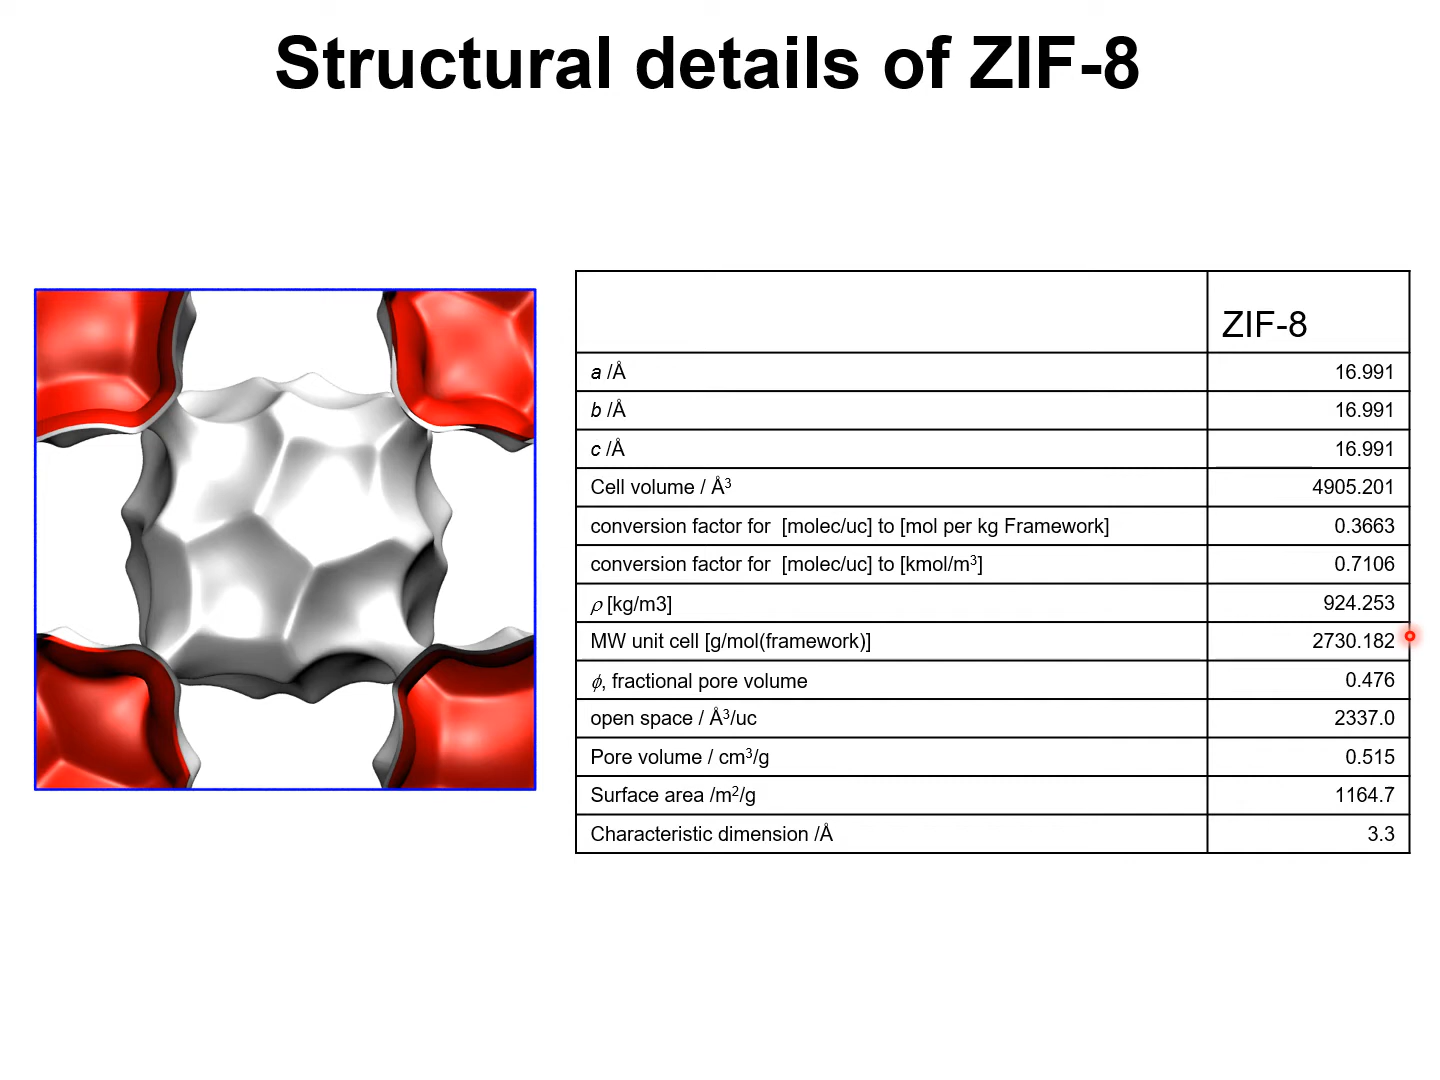 Structural details of ZIF-8
ZIF-8
a /Å 16.991
b /Å 16.991
c /Å 16.991
Cell volume / Å³ 4905.201
conversion factor for  [molec/uc] to [mol per kg Framework] 0.3663
conversion factor for  [molec/uc] to [kmol/m³] 0.7106
ρ [kg/m3] 924.253
MW unit cell [g/mol(framework)] 2730.182
ϕ, fractional pore volume 0.476
open space / Å³/uc 2337.0
Pore volume / cm³/g 0.515
Surface area /m²/g 1164.7
Characteristic dimension /Å 3.3